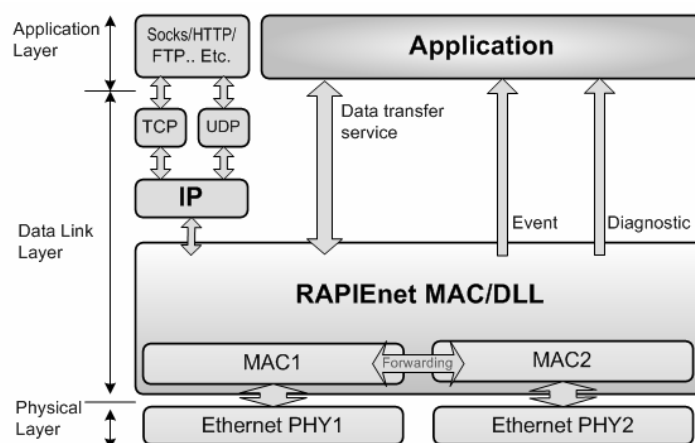 Application
Layer
Socks/HTTP/
FTP.. Etc.
Application
TCP
UDP
Data transfer
service
IP
Event
Diagnostic
Data Link
Layer
RAPIEnet MAC/DLL
MAC1
Forwarding
MAC2
Physical
Layer
Ethernet PHY1
Ethernet PHY2